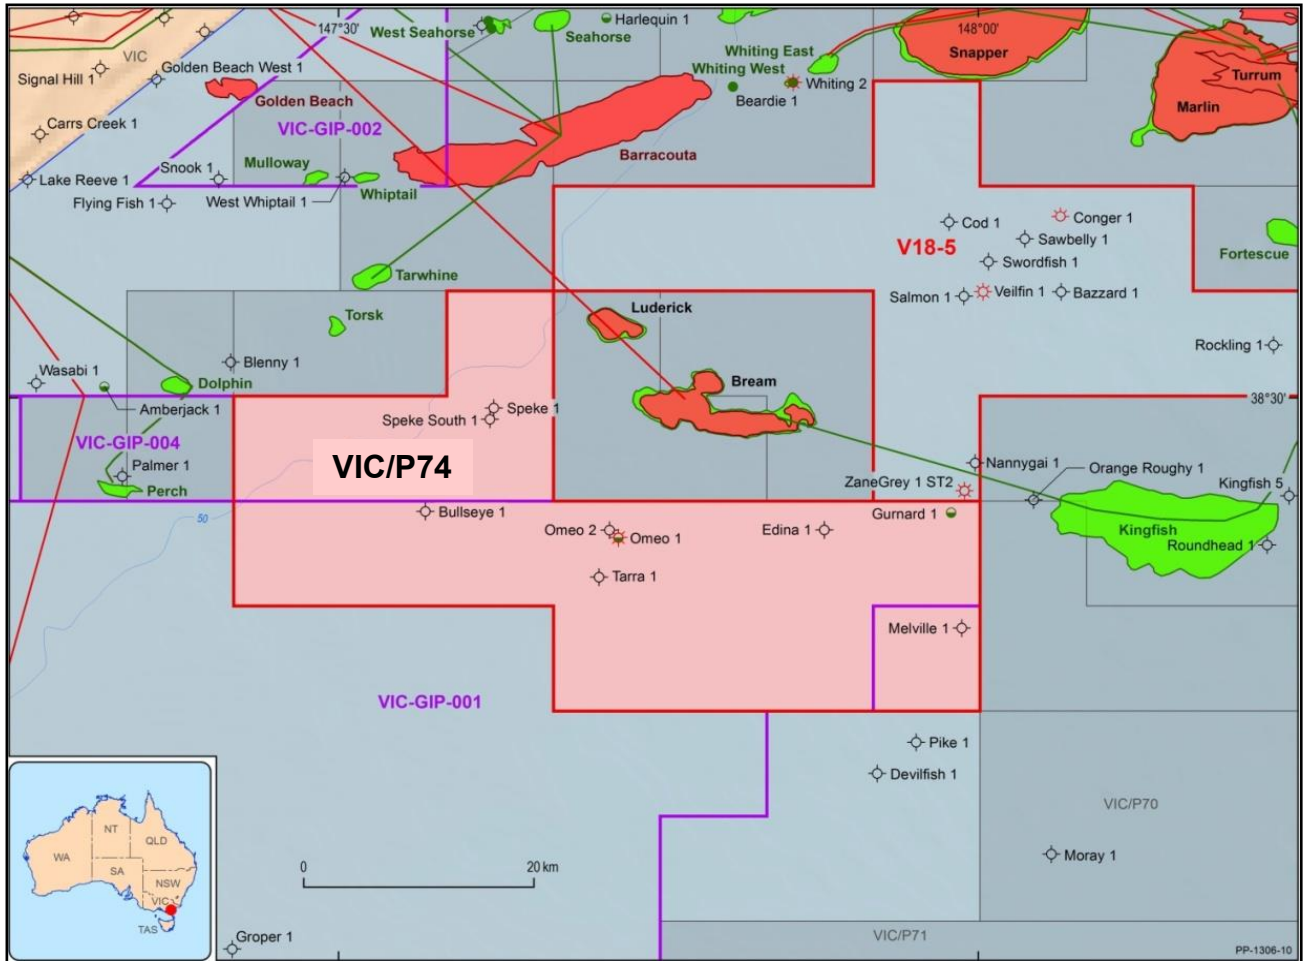 147°30'
148°00'
West Seahorse
Seahorse
Harlequin 1
VIC
Signal Hill 1
Golden Beach West 1
Whiting East
Whiting West
Snapper
Turrum
Whiting 2
Golden Beach
Beardie 1
Marlin
Carrs Creek 1
VIC-GIP-002
Barracouta
Mulloway
Snook 1
Lake Reeve 1
Whiptail
Flying Fish 1
West Whiptail 1
Cod 1
Conger 1
V18-5
Sawbelly 1
Fortescue
Swordfish 1
Tarwhine
Salmon 1
Veilfin 1
Bazzard 1
Luderick
Torsk
Rockling 1
Blenny 1
Wasabi 1
Dolphin
Bream
38°30'
Amberjack 1
Speke 1
Speke South 1
VIC-GIP-004
VIC/P74
Palmer 1
Nannygai 1
Orange Roughy 1
ZaneGrey 1 ST2
Kingfish 5
Perch
50
Bullseye 1
Gurnard 1
Omeo 2
Omeo 1
Edina 1
Kingfish
Roundhead 1
Tarra 1
Melville 1
VIC-GIP-001
Pike 1
Devilfish 1
VIC/P70
Moray 1
NT
QLD
WA
SA
NSW
VIC
TAS
0
20 km
Groper 1
VIC/P71
PP-1306-10